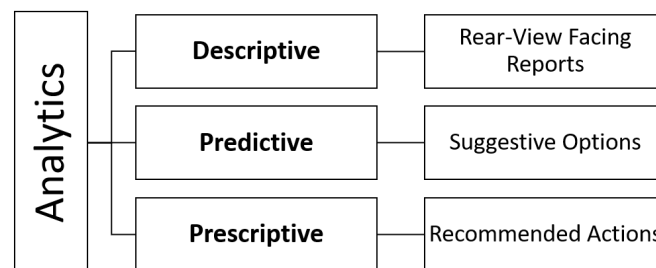 Analytics
Descriptive
Rear-View Facing
Reports
Predictive
Suggestive Options
Prescriptive
Recommended Actions